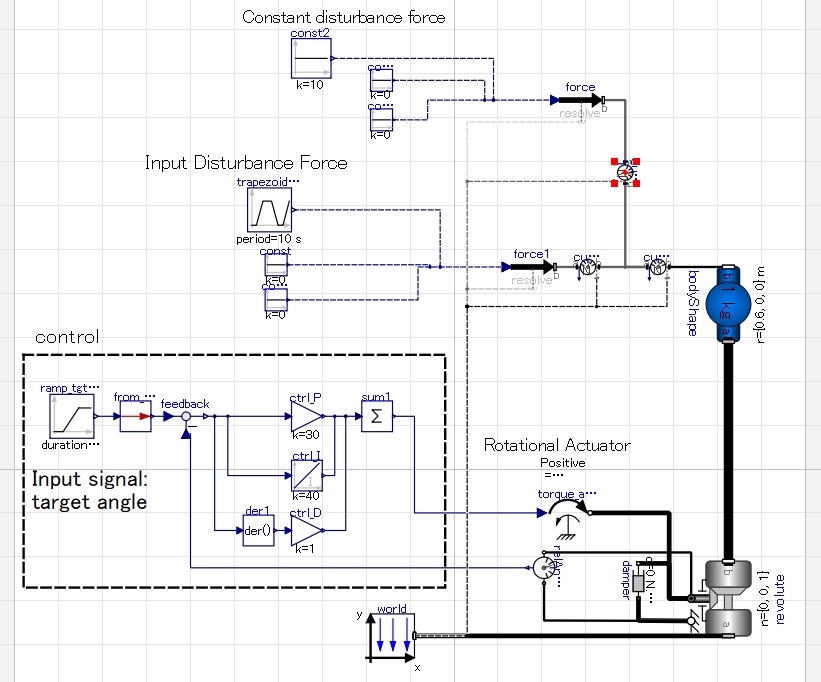 Constant disturbance force
const2
k=10
co...
k=0
co...
k=0
force
b
resolve
Input Disturbance Force
trapezoid...
period=10 s
const
k=0
co...
k=0
force1
b
resolve
cu...
cu...
b
1 kg
a
bodyShape
r={0.6, 0, 0} m
control
ramp_tgt...
duration...
from_...
feedback
ctrl_P
k=30
ctrl_I
I
k=40
der1
der()
ctrl_D
k=1
sum1
Σ
Input signal:
target angle
Rotational Actuator
Positive
=...
torque a...
damper
b
a
n={0, 0, 1}
revolute
world
y
x